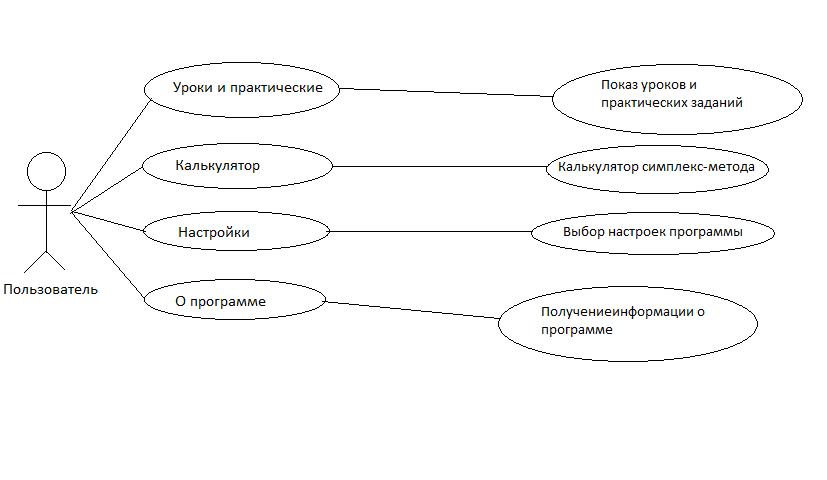 Уроки и практические
Показ уроков и
практических заданий
Калькулятор
Калькулятор симплекс-метода
Настройки
Выбор настроек программы
Пользователь
О программе
Получениеинформации о
программе